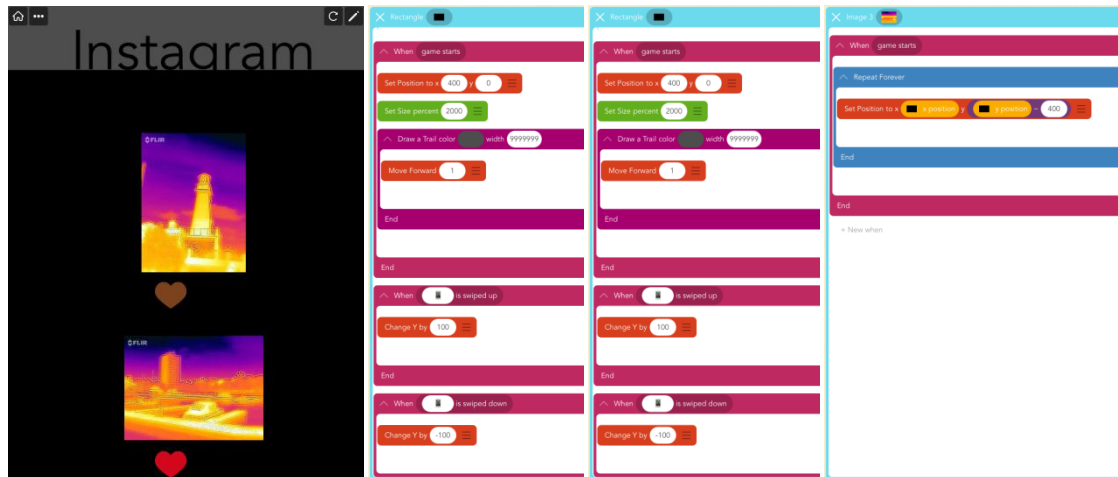 Instagram
FLIR
FLIR
Rectangle
When game starts
Set Position to x 400 y 0
Set Size percent 2000
Draw a Trail color width 9999999
Move Forward 1
End
End
When is swiped up
Change Y by 100
End
When is swiped down
Change Y by -100
Rectangle
When game starts
Set Position to x 400 y 0
Set Size percent 2000
Draw a Trail color width 9999999
Move Forward 1
End
End
When is swiped up
Change Y by 100
End
When is swiped down
Change Y by -100
Image 3
When game starts
Repeat Forever
Set Position to x x position y y position - 400
End
End
+ New when